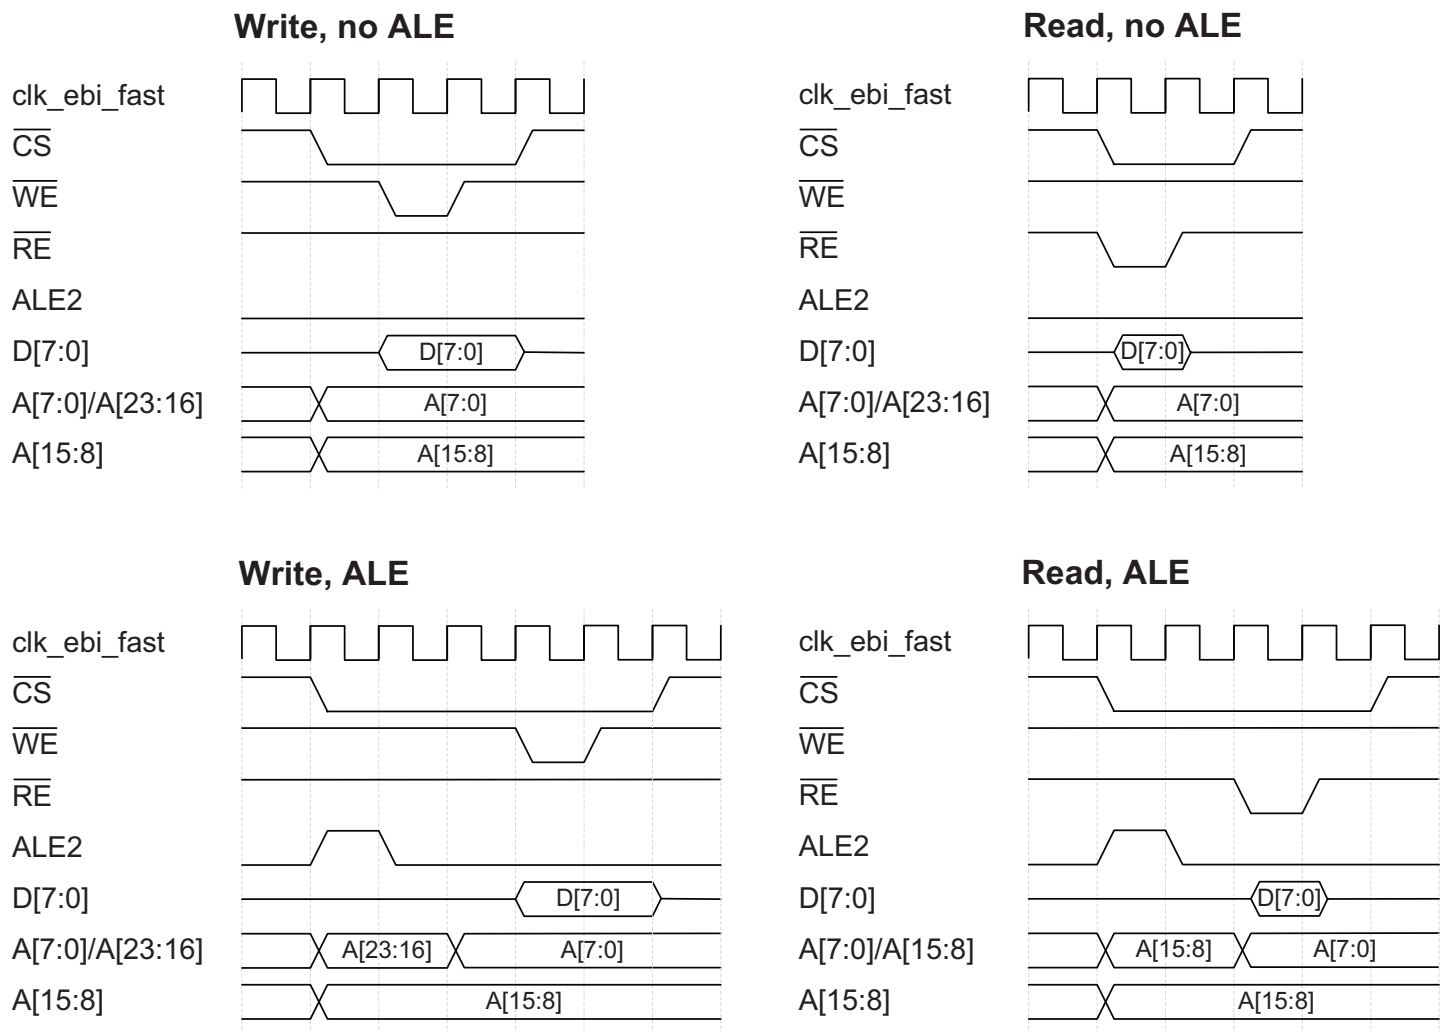 Write, no ALE
clk_ebi_fast
CS
WE
RE
ALE2
D[7:0]
D[7:0]
A[7:0]/A[23:16]
A[7:0]
A[15:8]
A[15:8]
Read, no ALE
clk_ebi_fast
CS
WE
RE
ALE2
D[7:0]
D[7:0]
A[7:0]/A[23:16]
A[7:0]
A[15:8]
A[15:8]
Write, ALE
clk_ebi_fast
CS
WE
RE
ALE2
D[7:0]
D[7:0]
A[7:0]/A[23:16]
A[23:16]
A[7:0]
A[15:8]
A[15:8]
Read, ALE
clk_ebi_fast
CS
WE
RE
ALE2
D[7:0]
D[7:0]
A[7:0]/A[15:8]
A[15:8]
A[7:0]
A[15:8]
A[15:8]